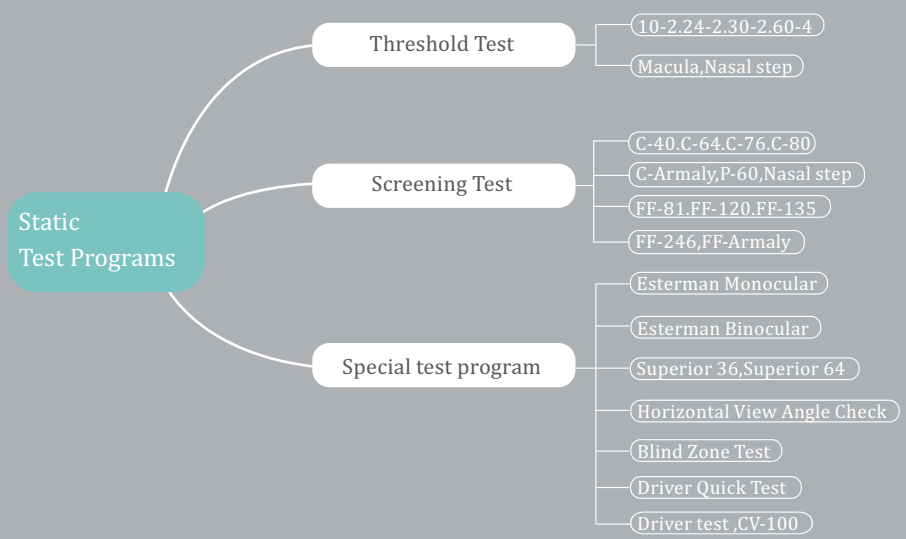 Static
Test Programs
Threshold Test
10-2.24-2.30-2.60-4
Macula,Nasal step
Screening Test
C-40.C-64.C-76.C-80
C-Armaly,P-60,Nasal step
FF-81.FF-120.FF-135
FF-246,FF-Armaly
Special test program
Esterman Monocular
Esterman Binocular
Superior 36,Superior 64
Horizontal View Angle Check
Blind Zone Test
Driver Quick Test
Driver test ,CV-100